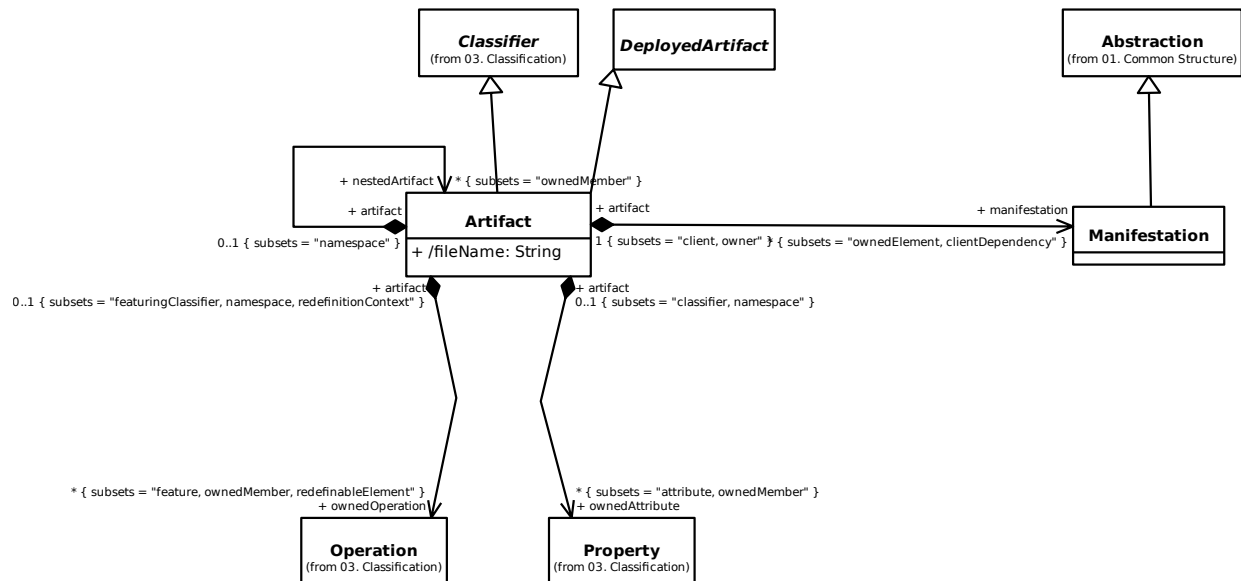 Classifier
(from 03. Classification)
DeployedArtifact
Abstraction
(from 01. Common Structure)
+ nestedArtifact
* { subsets = "ownedMember" }
+ artifact
0..1 { subsets = "namespace" }
Artifact
+ /fileName: String
+ artifact
1 { subsets = "client, owner" }
+ manifestation
* { subsets = "ownedElement, clientDependency" }
Manifestation
+ artifact
0..1 { subsets = "featuringClassifier, namespace, redefinitionContext" }
+ artifact
0..1 { subsets = "classifier, namespace" }
* { subsets = "feature, ownedMember, redefinableElement" }
+ ownedOperation
* { subsets = "attribute, ownedMember" }
+ ownedAttribute
Operation
(from 03. Classification)
Property
(from 03. Classification)